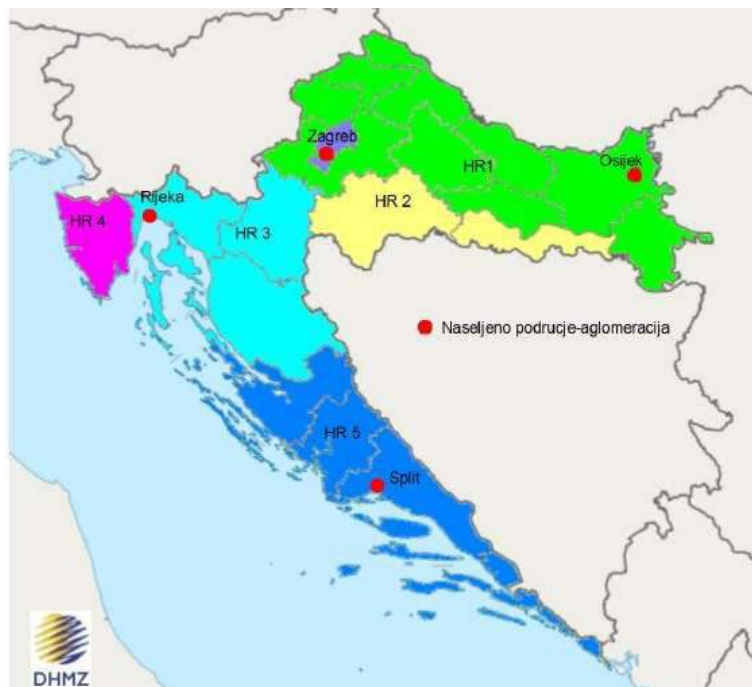 Zagreb
HR1
Osijek
Rijeka
HR 4
HR 2
HR 3
Naseljeno podrucje-aglomeracija
HR 5
Split
DHMZ